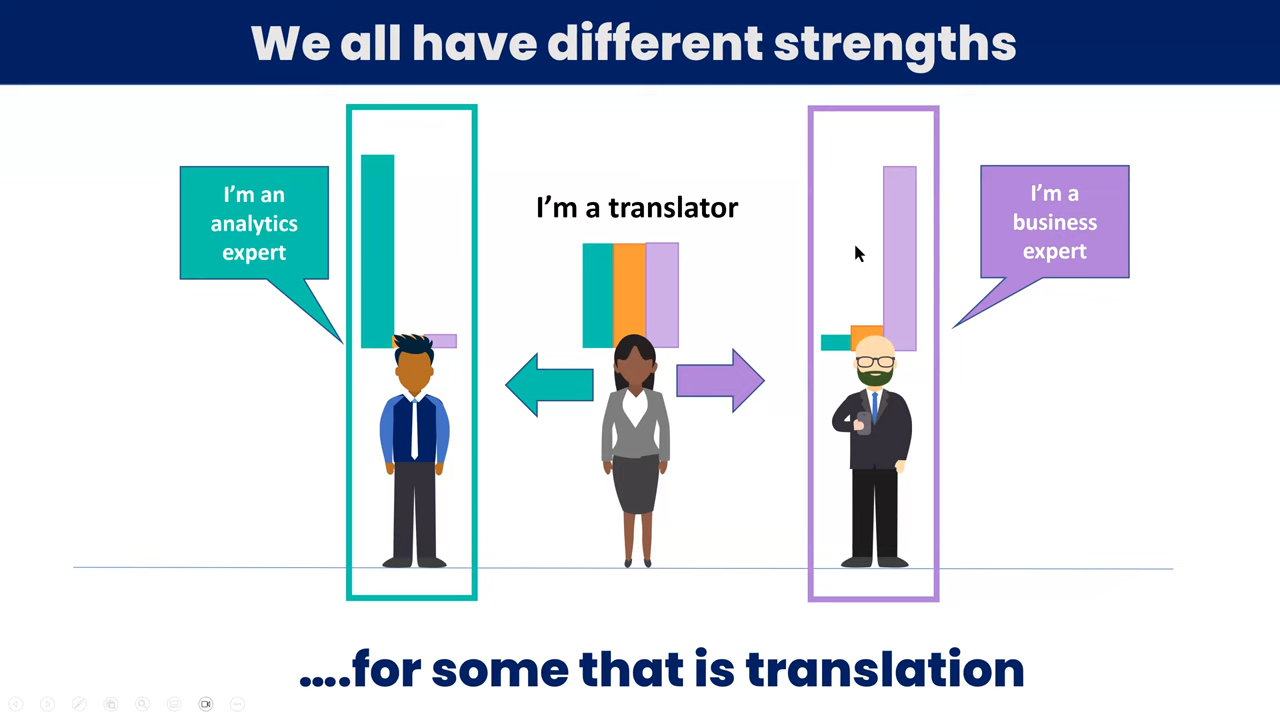 We all have different strengths
I'm an
analytics
expert
I'm a translator
I'm a
business
expert
....for some that is translation